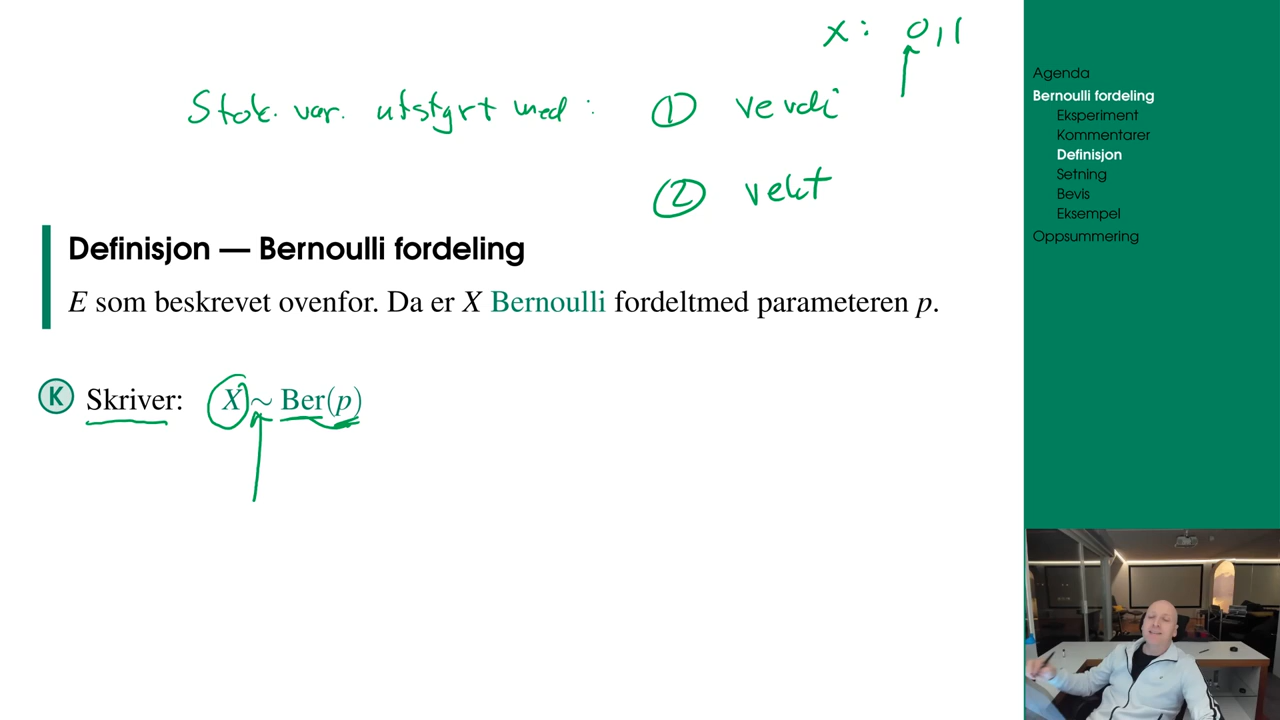 x: 0,1
Stok. var. utstyrt med: ① verdi
② vekt
Definisjon — Bernoulli fordeling
E som beskrevet ovenfor. Da er X Bernoulli fordeltmed parameteren p.
K Skriver: X ~ Ber(p)
Agenda
Bernoulli fordeling
Eksperiment
Kommentarer
Definisjon
Setning
Bevis
Eksempel
Oppsummering